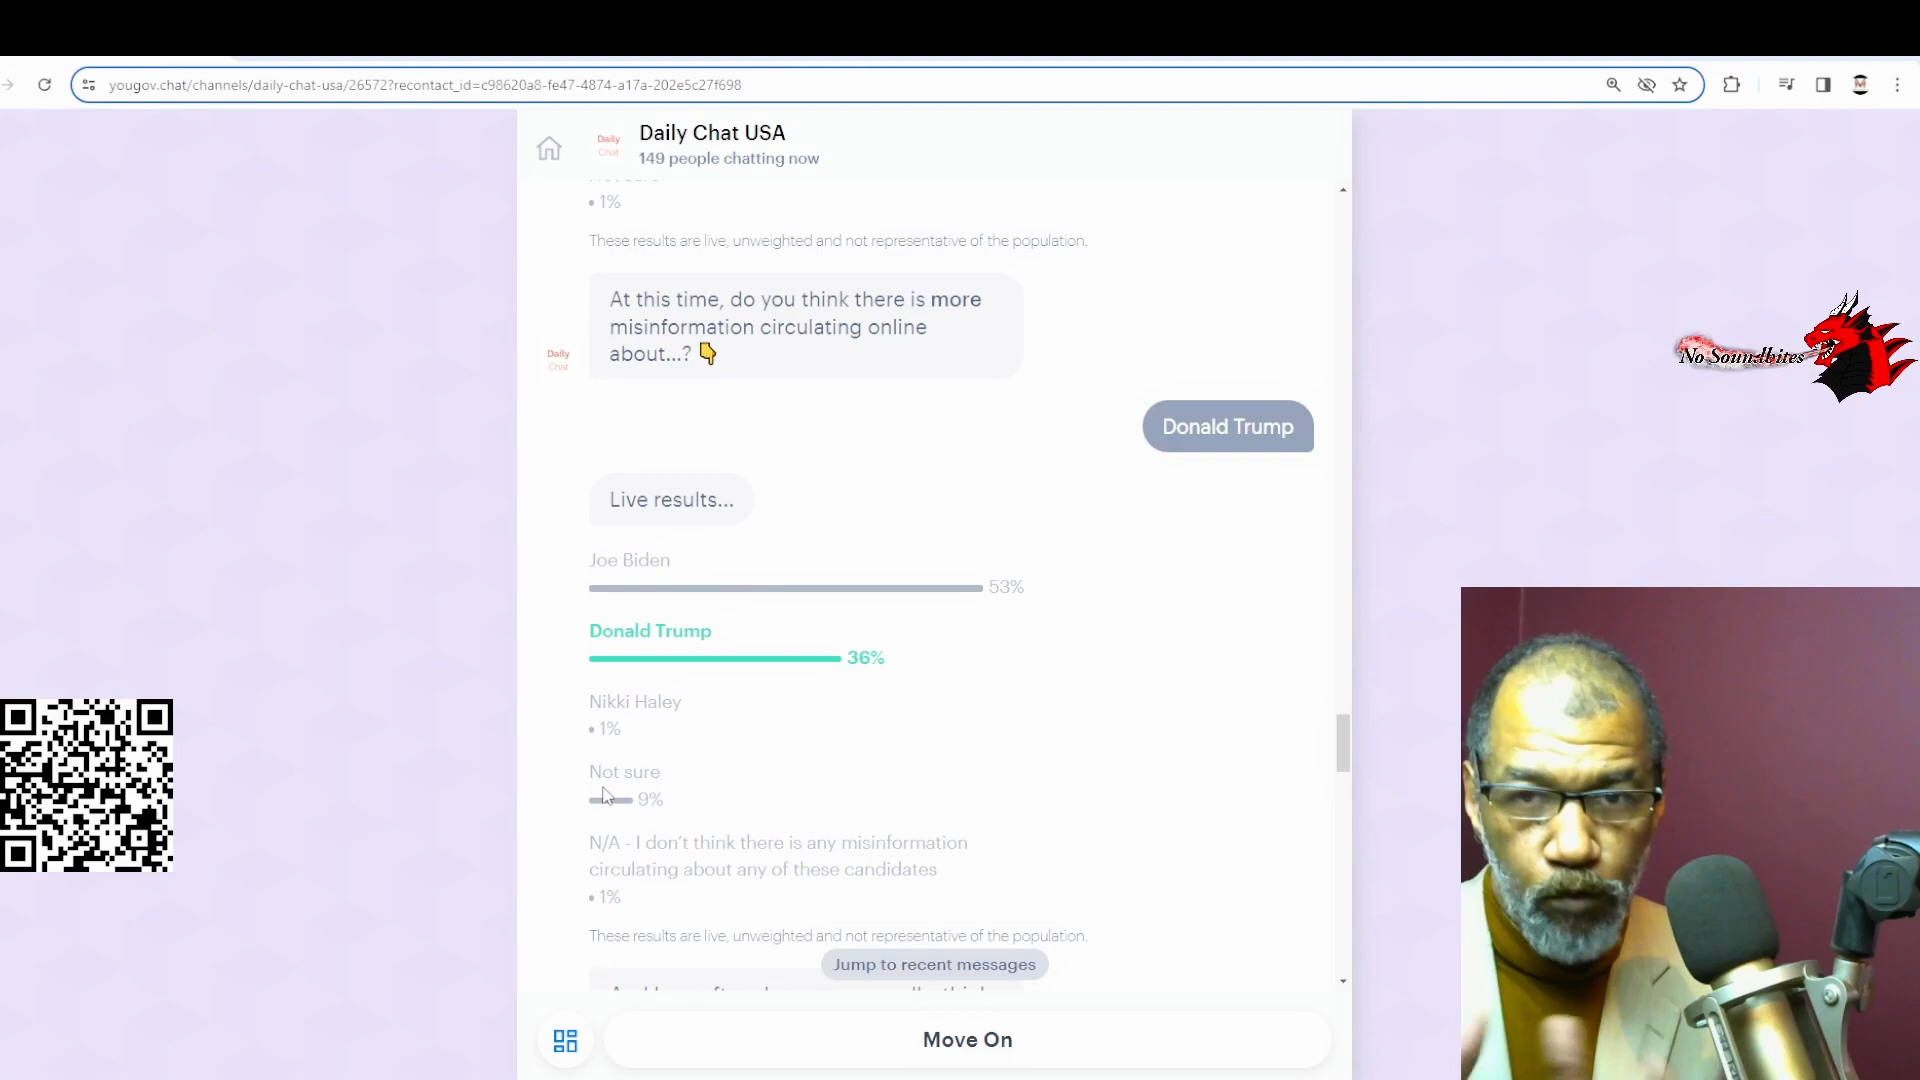 yougov.chat/channels/daily-chat-usa/26572?recontact_id=c98620a8-fe47-4874-a17a-202e5c27f698
Daily Chat
Daily Chat USA
149 people chatting now
• 1%
These results are live, unweighted and not representative of the population.
At this time, do you think there is more
misinformation circulating online
about...? 👇
Daily
Chat
Donald Trump
Live results...
Joe Biden
53%
Donald Trump
36%
Nikki Haley
• 1%
Not sure
9%
N/A - I don't think there is any misinformation
circulating about any of these candidates
• 1%
These results are live, unweighted and not representative of the population.
Jump to recent messages
Move On
No Soundbites